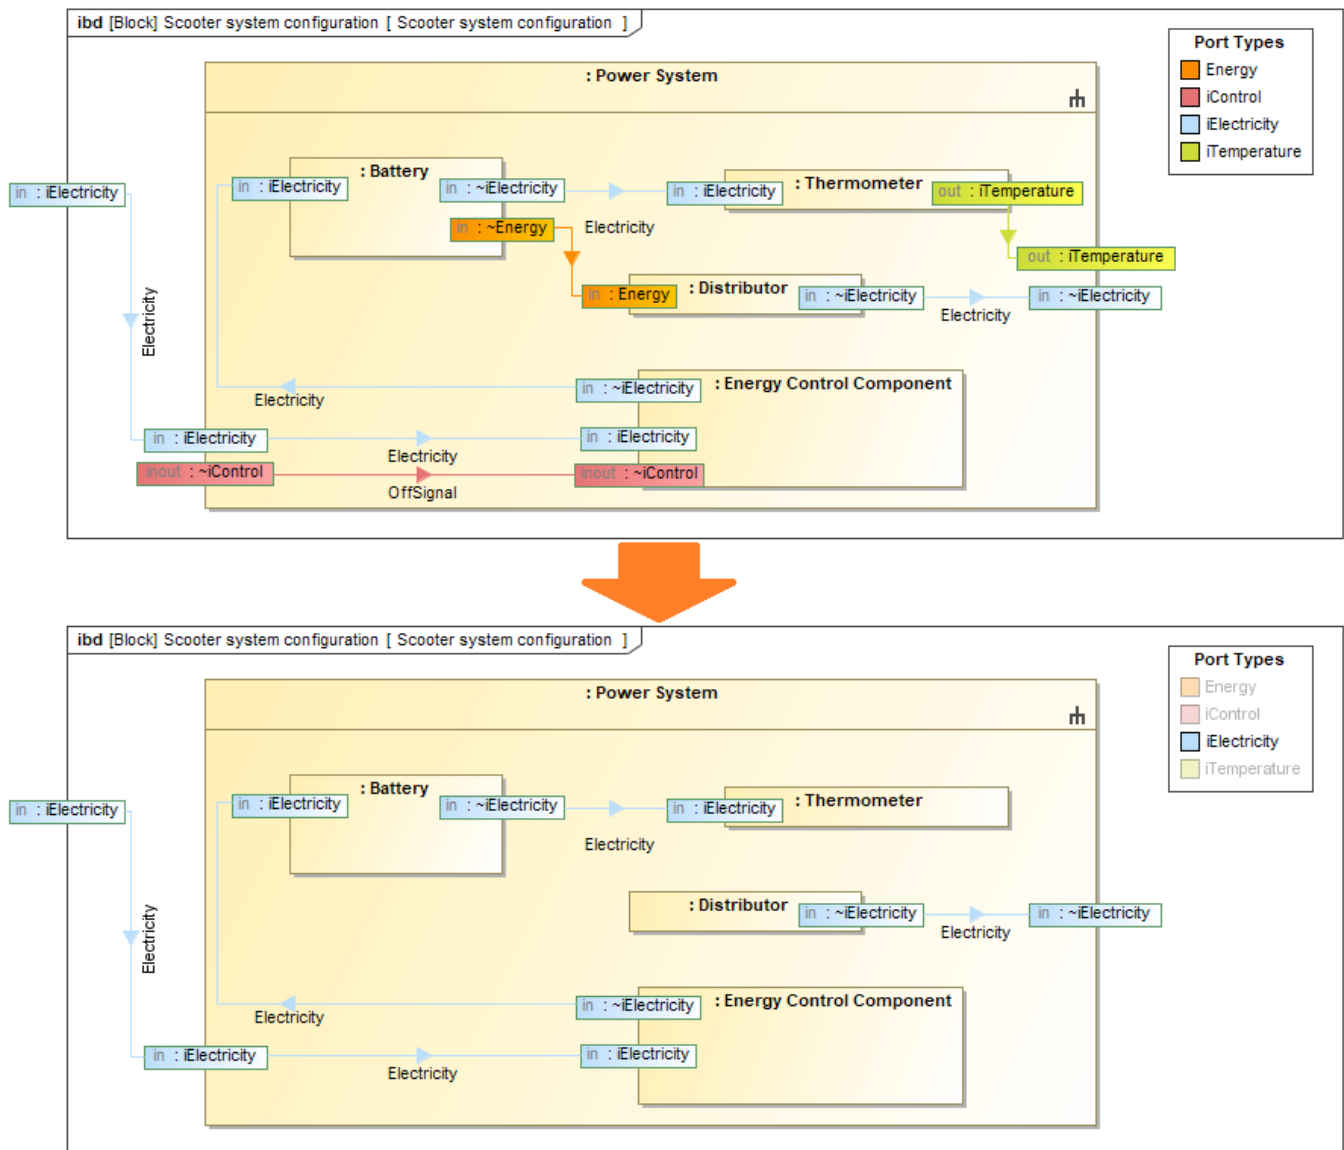 ibd [Block] Scooter system configuration [ Scooter system configuration ]
Port Types
Energy
iControl
iElectricity
iTemperature
: Power System
in : iElectricity
: Battery
in : iElectricity
in : ~iElectricity
in : ~Energy
Electricity
in : iElectricity
: Thermometer
out : iTemperature
out : iTemperature
in : Energy
: Distributor
in : ~iElectricity
Electricity
in : ~iElectricity
Electricity
Electricity
in : ~iElectricity
: Energy Control Component
in : iElectricity
Electricity
in : iElectricity
inout : ~iControl
OffSignal
inout : ~iControl
ibd [Block] Scooter system configuration [ Scooter system configuration ]
Port Types
Energy
iControl
iElectricity
iTemperature
: Power System
in : iElectricity
: Battery
in : iElectricity
in : ~iElectricity
Electricity
in : iElectricity
: Thermometer
: Distributor
in : ~iElectricity
Electricity
in : ~iElectricity
Electricity
Electricity
in : ~iElectricity
: Energy Control Component
in : iElectricity
Electricity
in : iElectricity